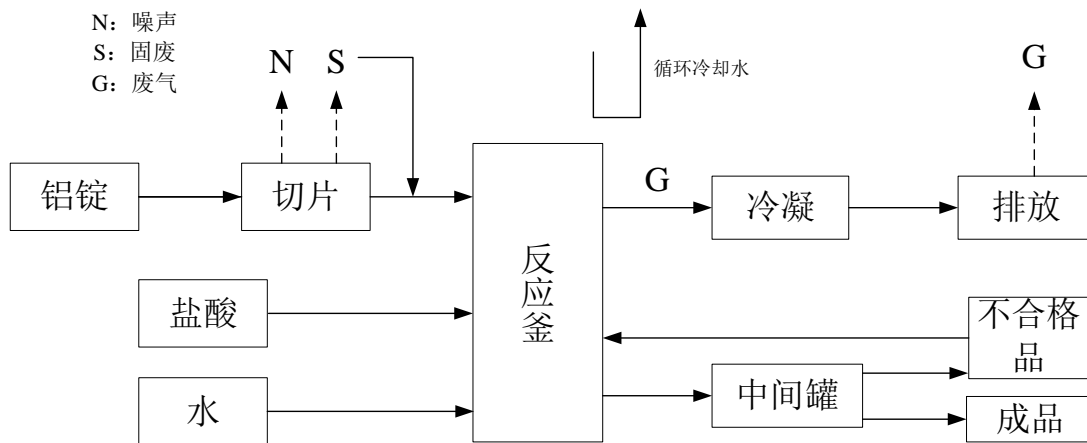 N：噪声
S：固废
G：废气
N
S
循环冷却水
G
铝锭
切片
G
冷凝
排放
反应釜
盐酸
不合格品
水
中间罐
成品